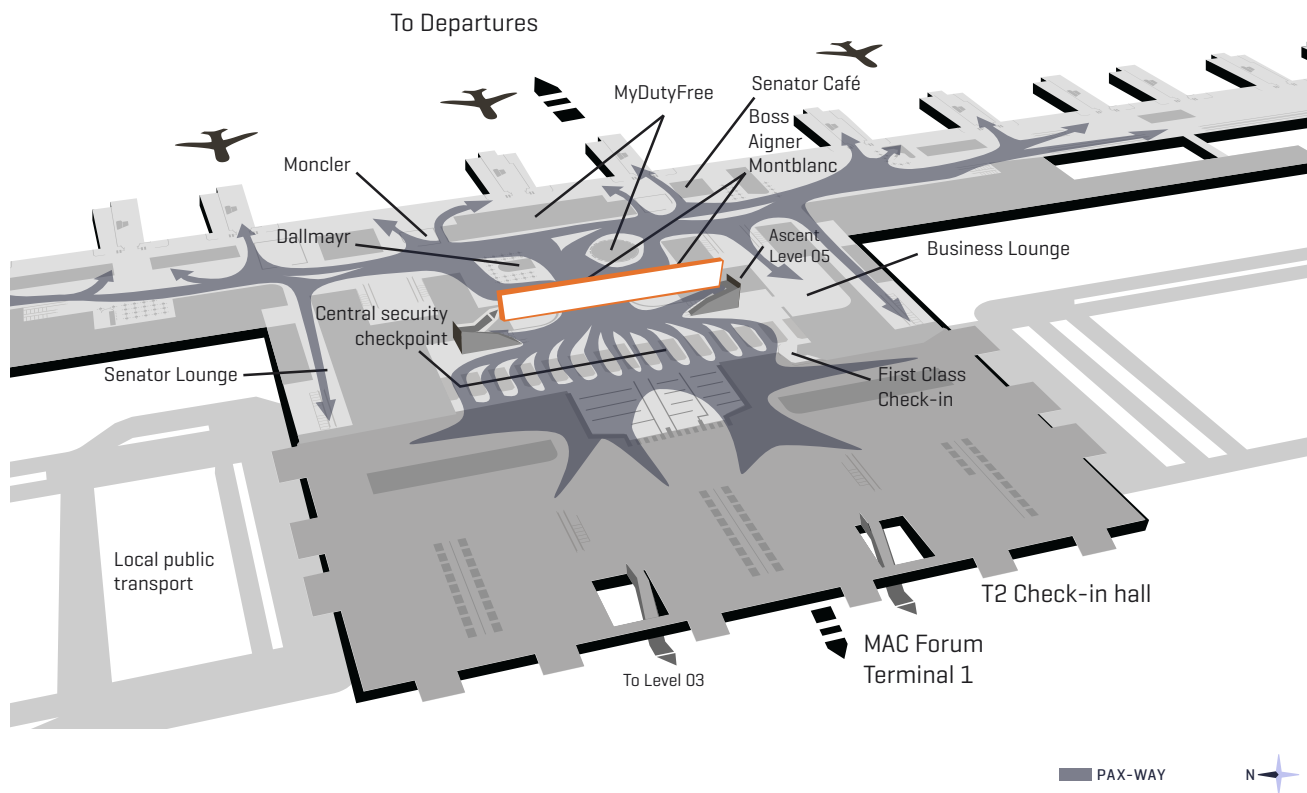 To Departures
MyDutyFree
Senator Café
Boss
Aigner
Montblanc
Moncler
Dallmayr
Ascent
Level 05
Business Lounge
Central security
checkpoint
Senator Lounge
First Class
Check-in
Local public
transport
T2 Check-in hall
MAC Forum
Terminal 1
To Level 03
PAX-WAY
N